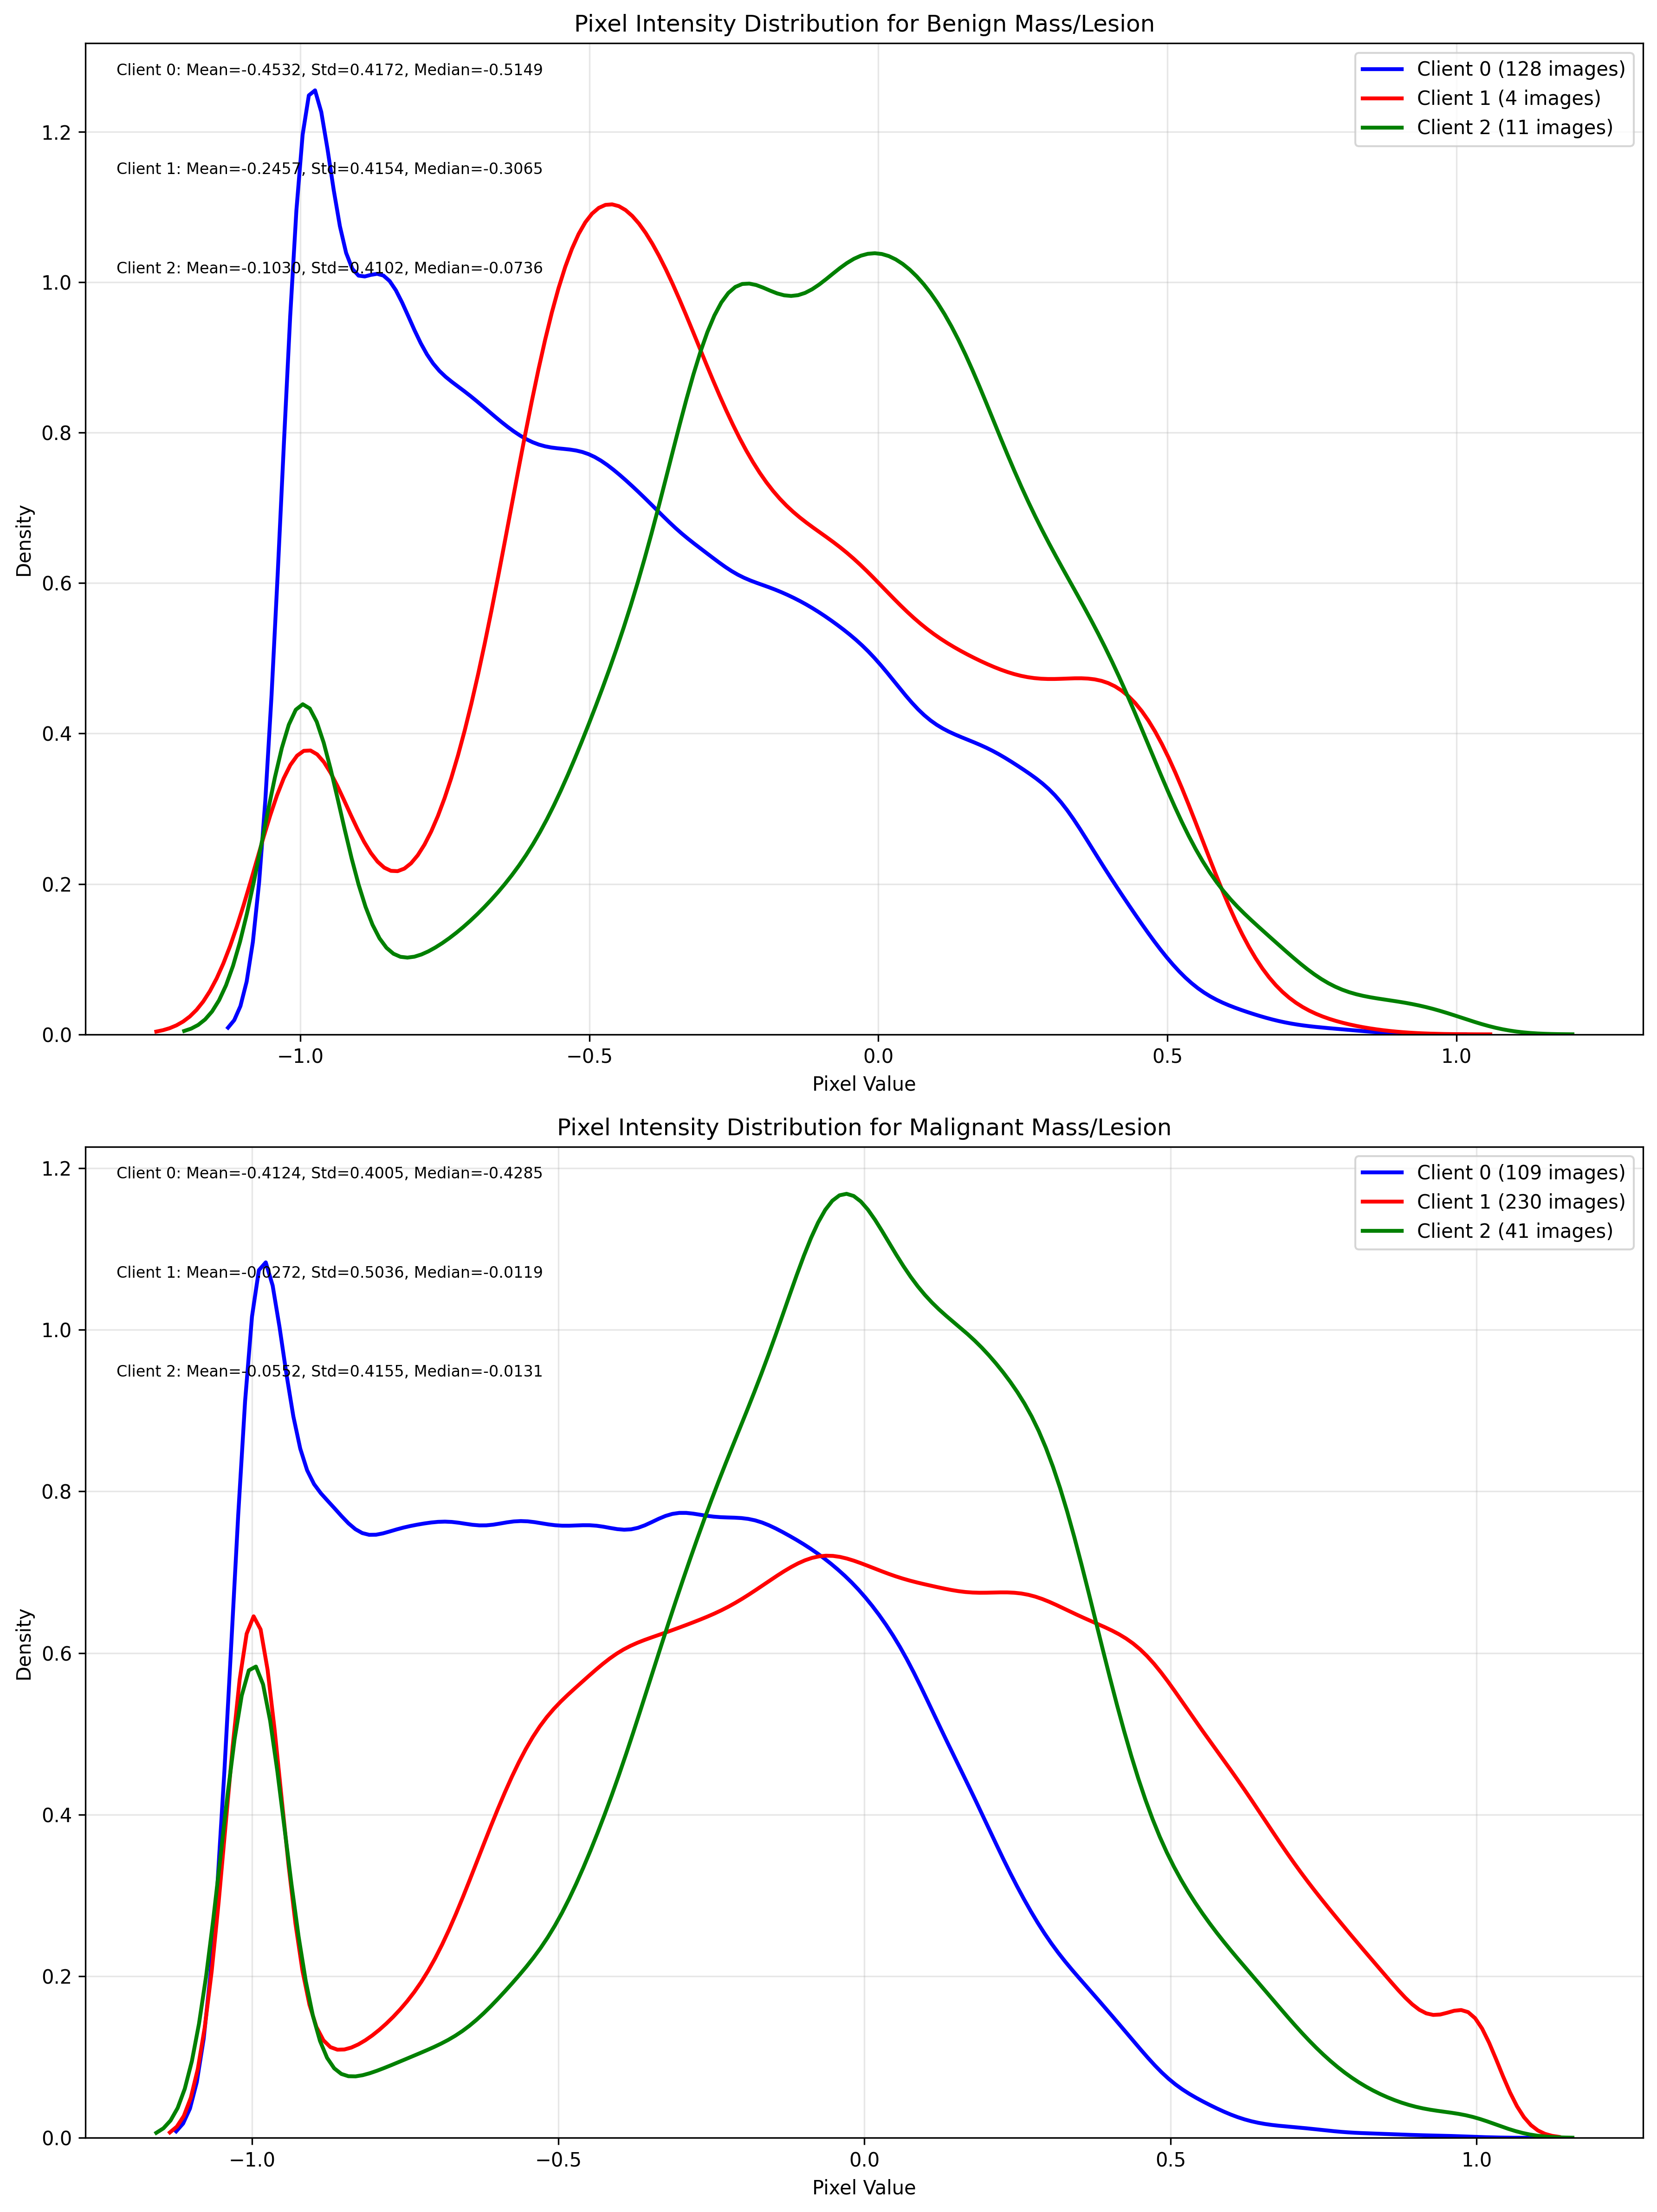 Pixel Intensity Distribution for Benign Mass/Lesion
Client 0: Mean=-0.4532, Std=0.4172, Median=-0.5149
Client 1: Mean=-0.2457, Std=0.4154, Median=-0.3065
Client 2: Mean=-0.1030, Std=0.4102, Median=-0.0736
Client 0 (128 images)
Client 1 (4 images)
Client 2 (11 images)
Density
1.2
1.0
0.8
0.6
0.4
0.2
0.0
−1.0
−0.5
0.0
0.5
1.0
Pixel Value
Pixel Intensity Distribution for Malignant Mass/Lesion
Client 0: Mean=-0.4124, Std=0.4005, Median=-0.4285
Client 1: Mean=-0.0272, Std=0.5036, Median=-0.0119
Client 2: Mean=-0.0552, Std=0.4155, Median=-0.0131
Client 0 (109 images)
Client 1 (230 images)
Client 2 (41 images)
Density
1.2
1.0
0.8
0.6
0.4
0.2
0.0
−1.0
−0.5
0.0
0.5
1.0
Pixel Value